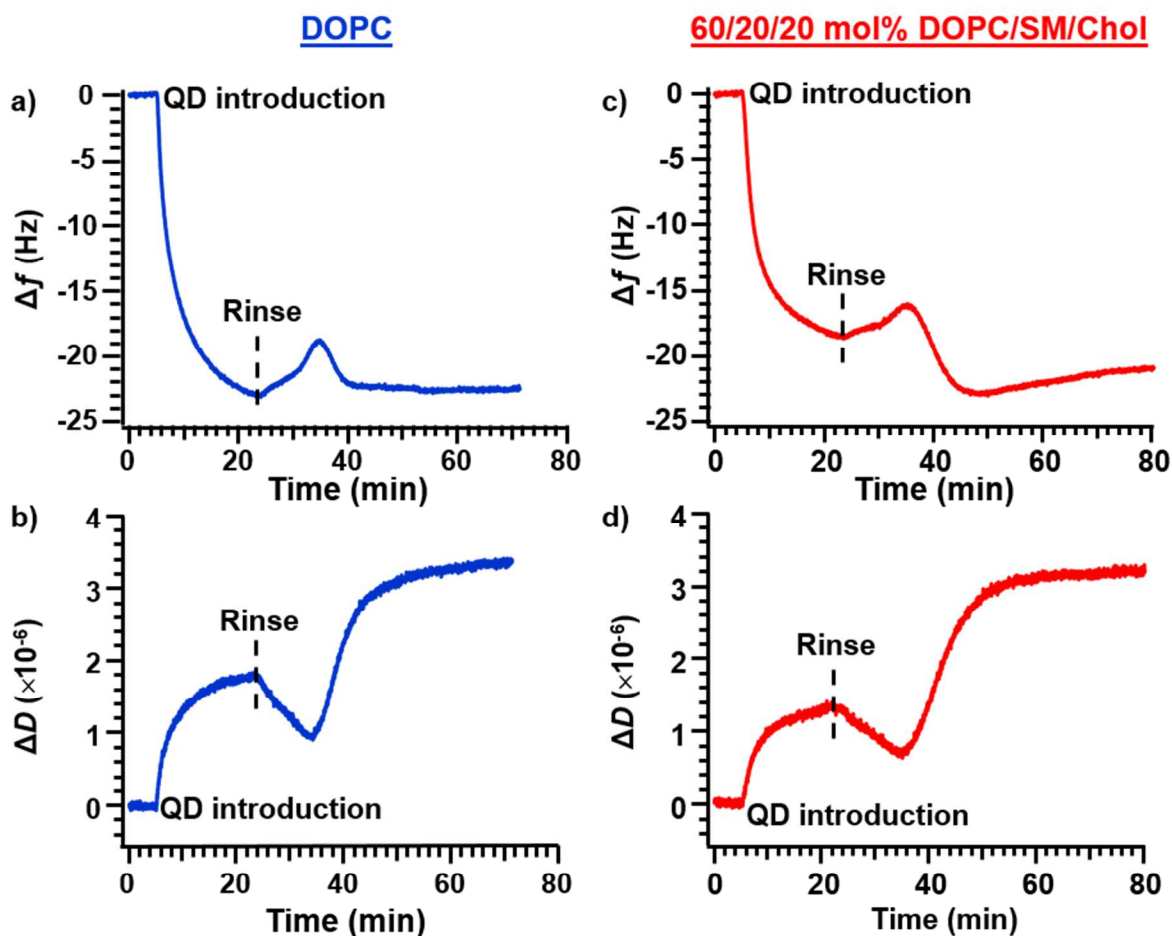 DOPC
60/20/20 mol% DOPC/SM/Chol
a)
0
-5
-10
-15
-20
-25
Δf (Hz)
QD introduction
Rinse
0 20 40 60 80
Time (min)
c)
0
-5
-10
-15
-20
-25
Δf (Hz)
QD introduction
Rinse
0 20 40 60 80
Time (min)
b)
4
3
2
1
0
ΔD (×10⁻⁶)
Rinse
QD introduction
0 20 40 60 80
Time (min)
d)
4
3
2
1
0
ΔD (×10⁻⁶)
Rinse
QD introduction
0 20 40 60 80
Time (min)